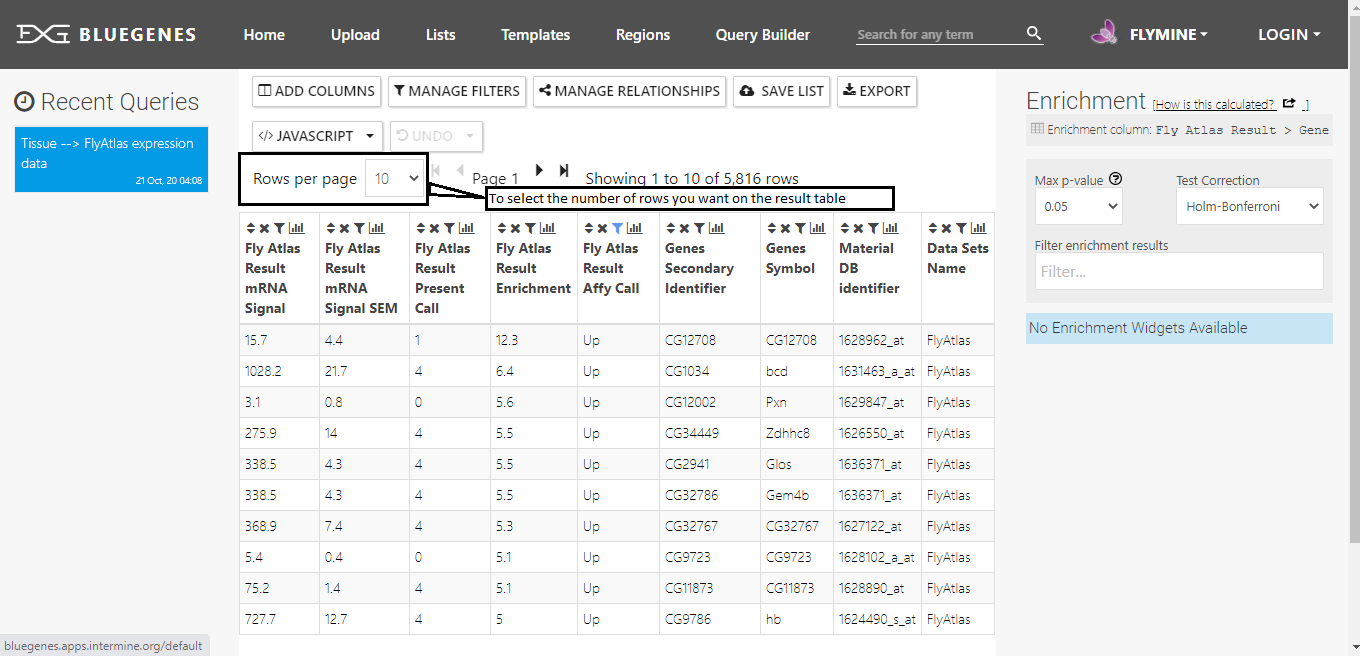 BLUEGENES
Home
Upload
Lists
Templates
Regions
Query Builder
Search for any term
FLYMINE
LOGIN
Recent Queries
Tissue --> FlyAtlas expression
data
21 Oct, 20 04:08
ADD COLUMNS
MANAGE FILTERS
MANAGE RELATIONSHIPS
SAVE LIST
EXPORT
</> JAVASCRIPT
UNDO
Rows per page 10
Page 1
Showing 1 to 10 of 5,816 rows
To select the number of rows you want on the result table
Fly Atlas
Result
mRNA
Signal
Fly Atlas
Result
mRNA
Signal SEM
Fly Atlas
Result
Present
Call
Fly Atlas
Result
Enrichment
Fly Atlas
Result
Affy Call
Genes
Secondary
Identifier
Genes
Symbol
Material
DB
identifier
Data Sets
Name
15.7 4.4 1 12.3 Up CG12708 CG12708 1628962_at FlyAtlas
1028.2 21.7 4 6.4 Up CG1034 bcd 1631463_a_at FlyAtlas
3.1 0.8 0 5.6 Up CG12002 Pxn 1629847_at FlyAtlas
275.9 14 4 5.5 Up CG34449 Zdhhc8 1626550_at FlyAtlas
338.5 4.3 4 5.5 Up CG2941 Glos 1636371_at FlyAtlas
338.5 4.3 4 5.5 Up CG32786 Gem4b 1636371_at FlyAtlas
368.9 7.4 4 5.3 Up CG32767 CG32767 1627122_at FlyAtlas
5.4 0.4 0 5.1 Up CG9723 CG9723 1628102_a_at FlyAtlas
75.2 1.4 4 5.1 Up CG11873 CG11873 1628890_at FlyAtlas
727.7 12.7 4 5 Up CG9786 hb 1624490_s_at FlyAtlas
Enrichment [How is this calculated? ]
Enrichment column: Fly Atlas Result > Gene
Max p-value
Test Correction
0.05
Holm-Bonferroni
Filter enrichment results
Filter...
No Enrichment Widgets Available
bluegenes.apps.intermine.org/default